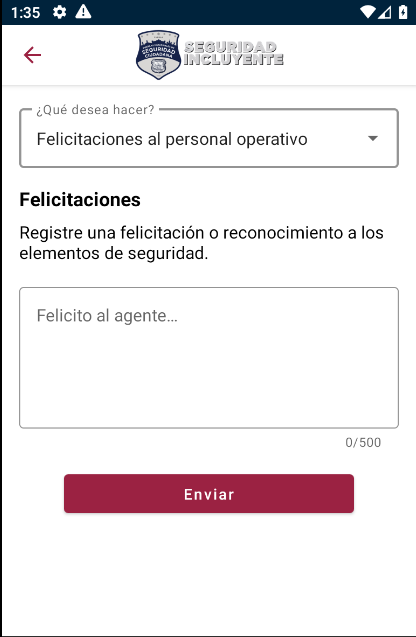 1:35
SEGURIDAD
INCLUYENTE
SEGURIDAD
CIUDADANA
¿Qué desea hacer?
Felicitaciones al personal operativo
Felicitaciones
Registre una felicitación o reconocimiento a los
elementos de seguridad.
Felicito al agente...
0/500
Enviar